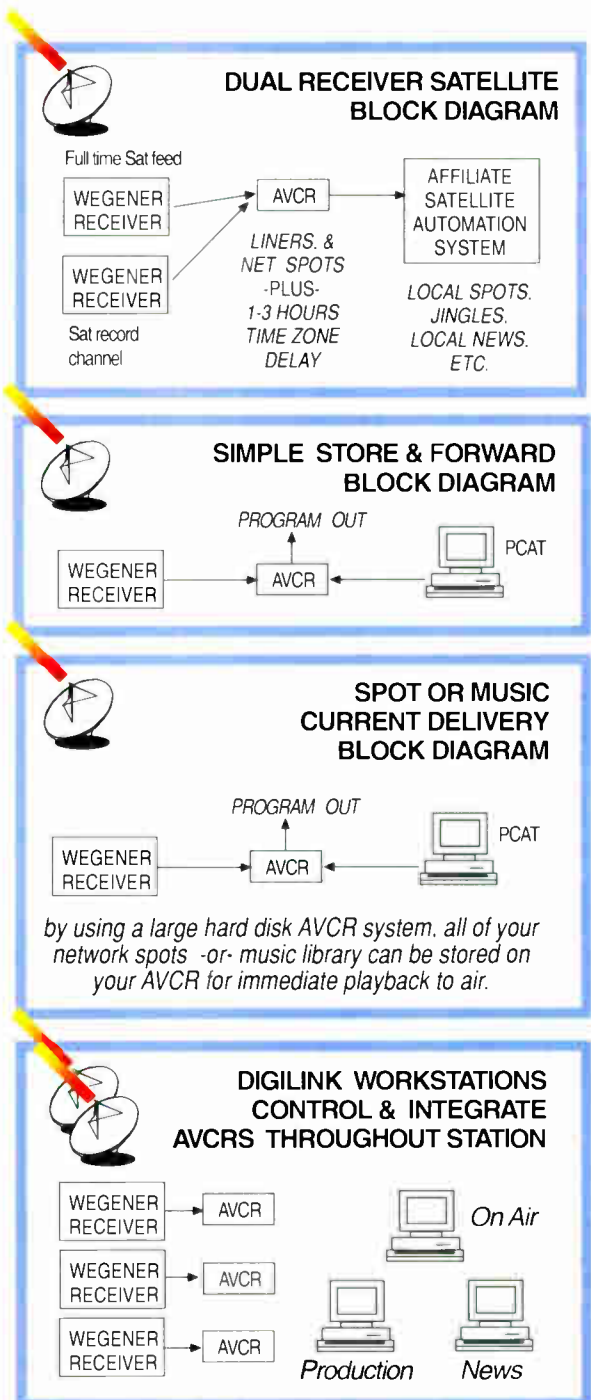 DUAL RECEIVER SATELLITE
BLOCK DIAGRAM
Full time Sat feed
WEGENER
RECEIVER
WEGENER
RECEIVER
Sat record
channel
AVCR
LINERS. &
NET SPOTS
-PLUS-
1-3 HOURS
TIME ZONE
DELAY
AFFILIATE
SATELLITE
AUTOMATION
SYSTEM
LOCAL SPOTS.
JINGLES.
LOCAL NEWS.
ETC.
SIMPLE STORE & FORWARD
BLOCK DIAGRAM
PROGRAM OUT
WEGENER
RECEIVER
AVCR
PCAT
SPOT OR MUSIC
CURRENT DELIVERY
BLOCK DIAGRAM
PROGRAM OUT
WEGENER
RECEIVER
AVCR
PCAT
by using a large hard disk AVCR system, all of your
network spots -or- music library can be stored on
your AVCR for immediate playback to air.
DIGILINK WORKSTATIONS
CONTROL & INTEGRATE
AVCRS THROUGHOUT STATION
WEGENER
RECEIVER
AVCR
WEGENER
RECEIVER
AVCR
WEGENER
RECEIVER
AVCR
On Air
Production
News